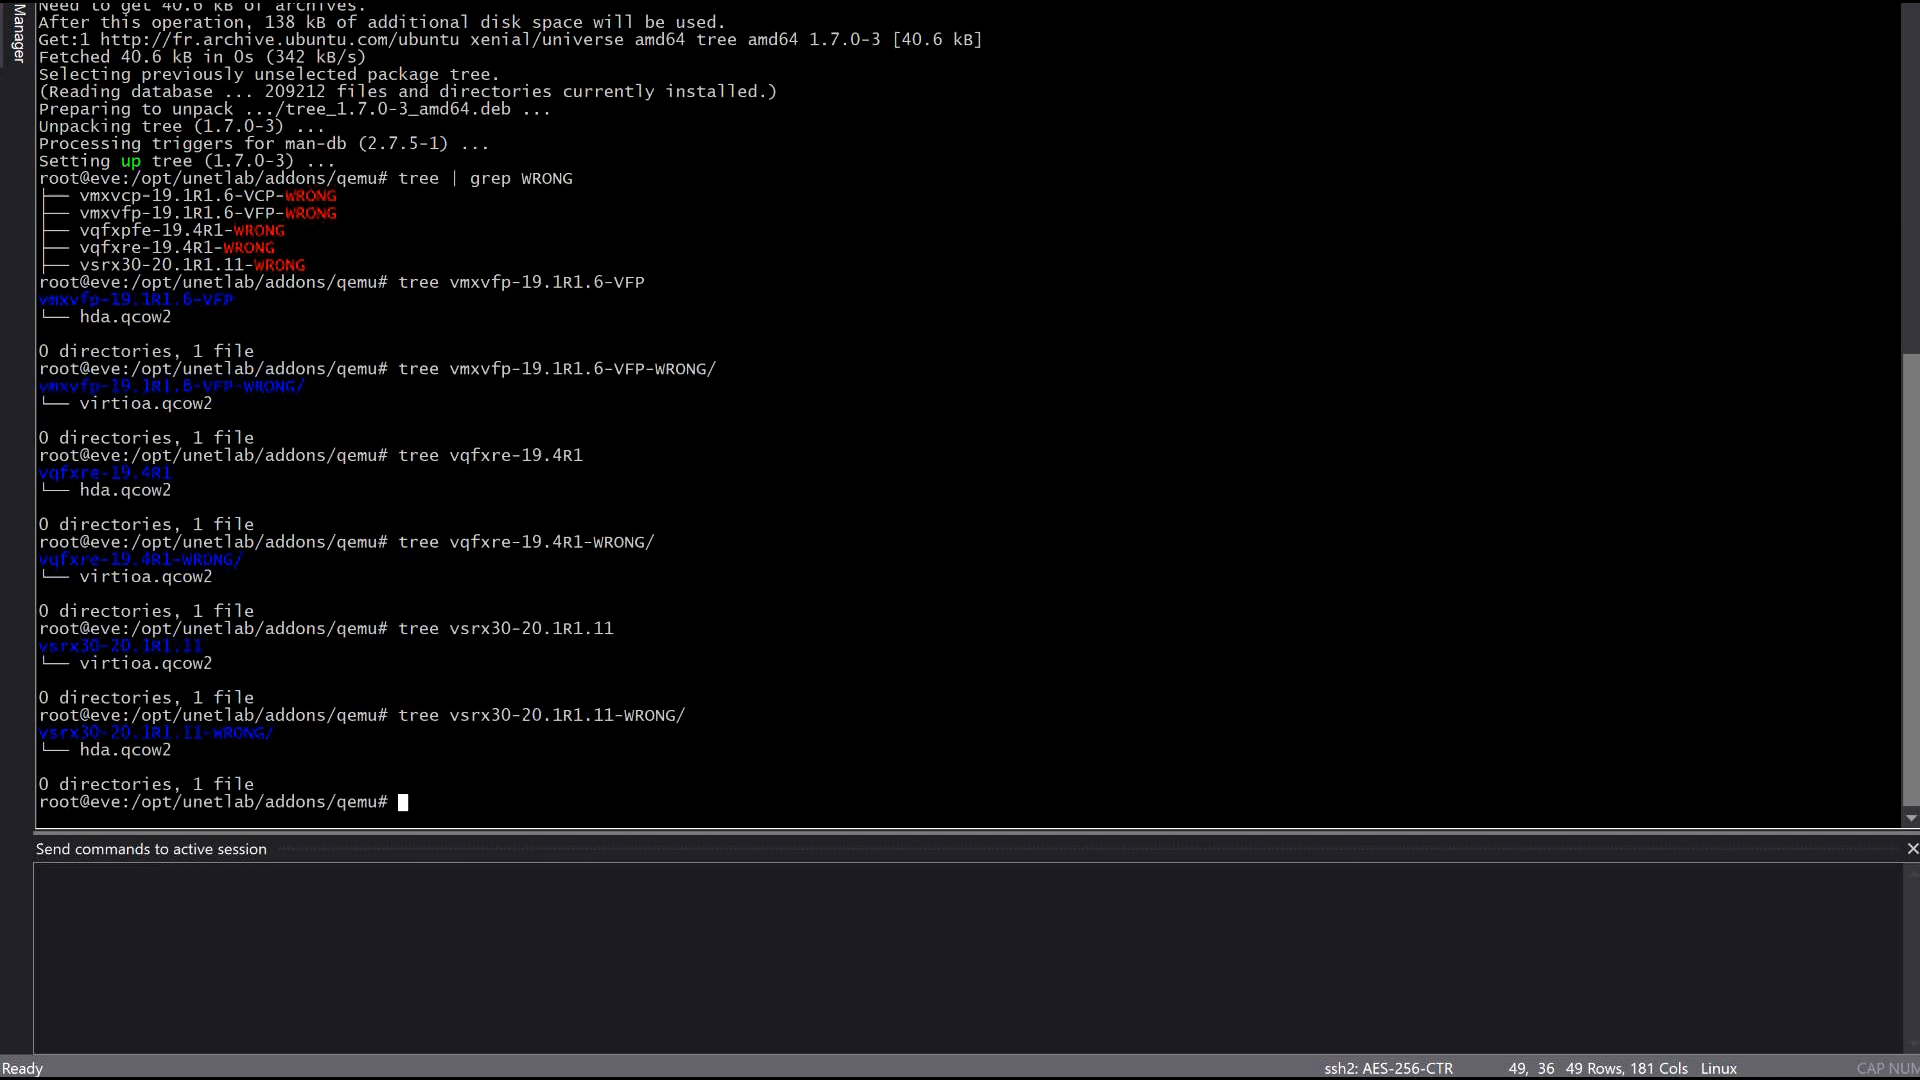 Manager
Need to get 40.6 kB of archives.
After this operation, 138 kB of additional disk space will be used.
Get:1 http://fr.archive.ubuntu.com/ubuntu xenial/universe amd64 tree amd64 1.7.0-3 [40.6 kB]
Fetched 40.6 kB in 0s (342 kB/s)
Selecting previously unselected package tree.
(Reading database ... 209212 files and directories currently installed.)
Preparing to unpack .../tree_1.7.0-3_amd64.deb ...
Unpacking tree (1.7.0-3) ...
Processing triggers for man-db (2.7.5-1) ...
Setting up tree (1.7.0-3) ...
root@eve:/opt/unetlab/addons/qemu# tree | grep WRONG
├── vmxvcp-19.1R1.6-VCP-WRONG
├── vmxvfp-19.1R1.6-VFP-WRONG
├── vqfxpfe-19.4R1-WRONG
├── vqfxre-19.4R1-WRONG
├── vsrx30-20.1R1.11-WRONG
root@eve:/opt/unetlab/addons/qemu# tree vmxvfp-19.1R1.6-VFP
vmxvfp-19.1R1.6-VFP
└── hda.qcow2
0 directories, 1 file
root@eve:/opt/unetlab/addons/qemu# tree vmxvfp-19.1R1.6-VFP-WRONG/
vmxvfp-19.1R1.6-VFP-WRONG/
└── virtioa.qcow2
0 directories, 1 file
root@eve:/opt/unetlab/addons/qemu# tree vqfxre-19.4R1
vqfxre-19.4R1
└── hda.qcow2
0 directories, 1 file
root@eve:/opt/unetlab/addons/qemu# tree vqfxre-19.4R1-WRONG/
vqfxre-19.4R1-WRONG/
└── virtioa.qcow2
0 directories, 1 file
root@eve:/opt/unetlab/addons/qemu# tree vsrx30-20.1R1.11
vsrx30-20.1R1.11
└── virtioa.qcow2
0 directories, 1 file
root@eve:/opt/unetlab/addons/qemu# tree vsrx30-20.1R1.11-WRONG/
vsrx30-20.1R1.11-WRONG/
└── hda.qcow2
0 directories, 1 file
root@eve:/opt/unetlab/addons/qemu#
Send commands to active session
Ready ssh2: AES-256-CTR 49, 36 49 Rows, 181 Cols Linux CAP NUM